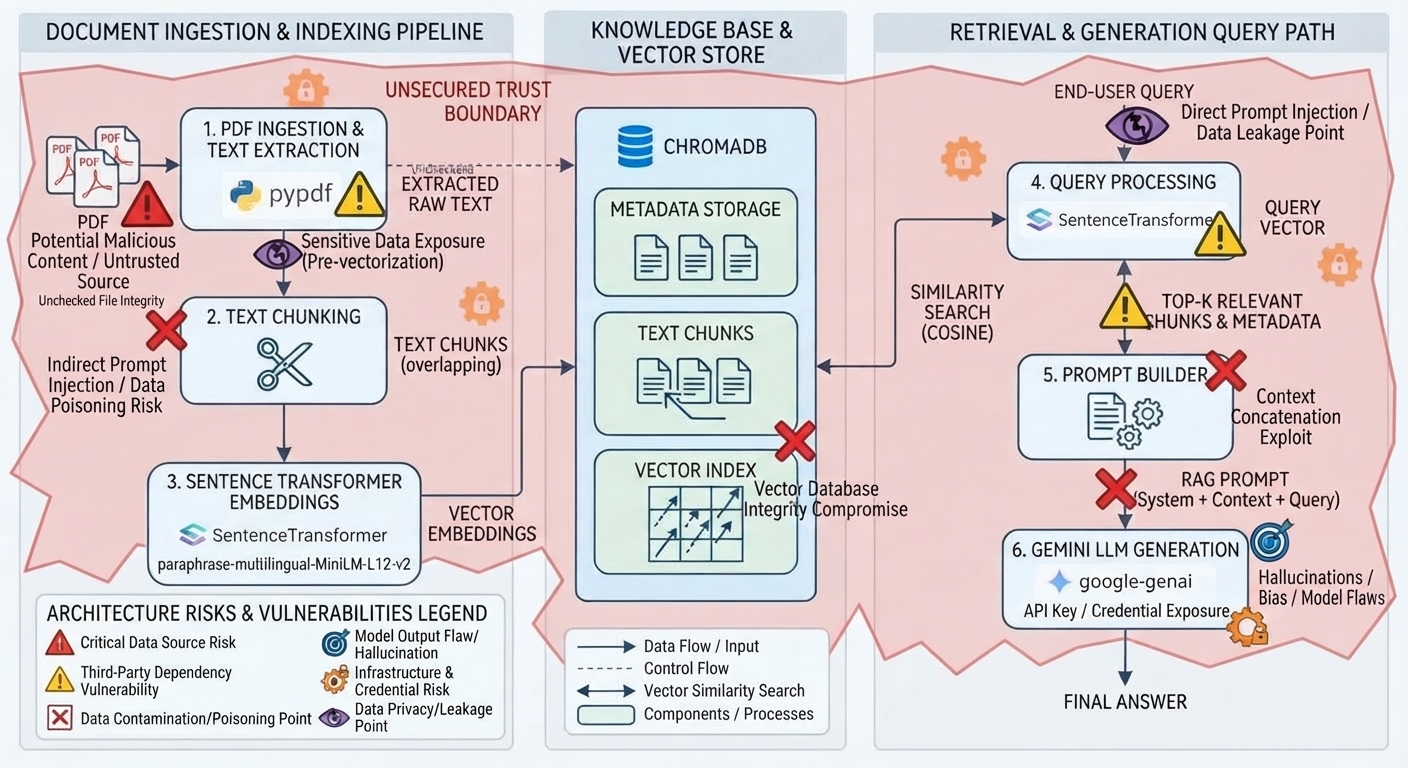 DOCUMENT INGESTION & INDEXING PIPELINE
UNSECURED TRUST
BOUNDARY
1. PDF INGESTION &
TEXT EXTRACTION
pypdf
PDF
PDF
PDF
PDF
Potential Malicious
Content / Untrusted
Source
Unchecked File Integrity
EXTRACTED
RAW TEXT
Sensitive Data Exposure
(Pre-vectorization)
2. TEXT CHUNKING
Indirect Prompt
Injection / Data
Poisoning Risk
TEXT CHUNKS
(overlapping)
3. SENTENCE TRANSFORMER
EMBEDDINGS
SentenceTransformer
paraphrase-multilingual-MiniLM-L12-v2
VECTOR
EMBEDDINGS
ARCHITECTURE RISKS & VULNERABILITIES LEGEND
Critical Data Source Risk
Third-Party Dependency
Vulnerability
Data Contamination/Poisoning Point
Model Output Flaw/
Hallucination
Infrastructure &
Credential Risk
Data Privacy/Leakage
Point
KNOWLEDGE BASE &
VECTOR STORE
CHROMADB
METADATA STORAGE
TEXT CHUNKS
VECTOR INDEX
Vector Database
Integrity Compromise
Data Flow / Input
Control Flow
Vector Similarity Search
Components / Processes
RETRIEVAL & GENERATION QUERY PATH
END-USER QUERY
Direct Prompt Injection /
Data Leakage Point
4. QUERY PROCESSING
SentenceTransforme
QUERY
VECTOR
SIMILARITY
SEARCH
(COSINE)
TOP-K RELEVANT
CHUNKS & METADATA
5. PROMPT BUILDER
Context
Concatenation
Exploit
RAG PROMPT
(System + Context + Query)
6. GEMINI LLM GENERATION
google-genai
API Key / Credential Exposure
Hallucinations /
Bias / Model Flaws
FINAL ANSWER